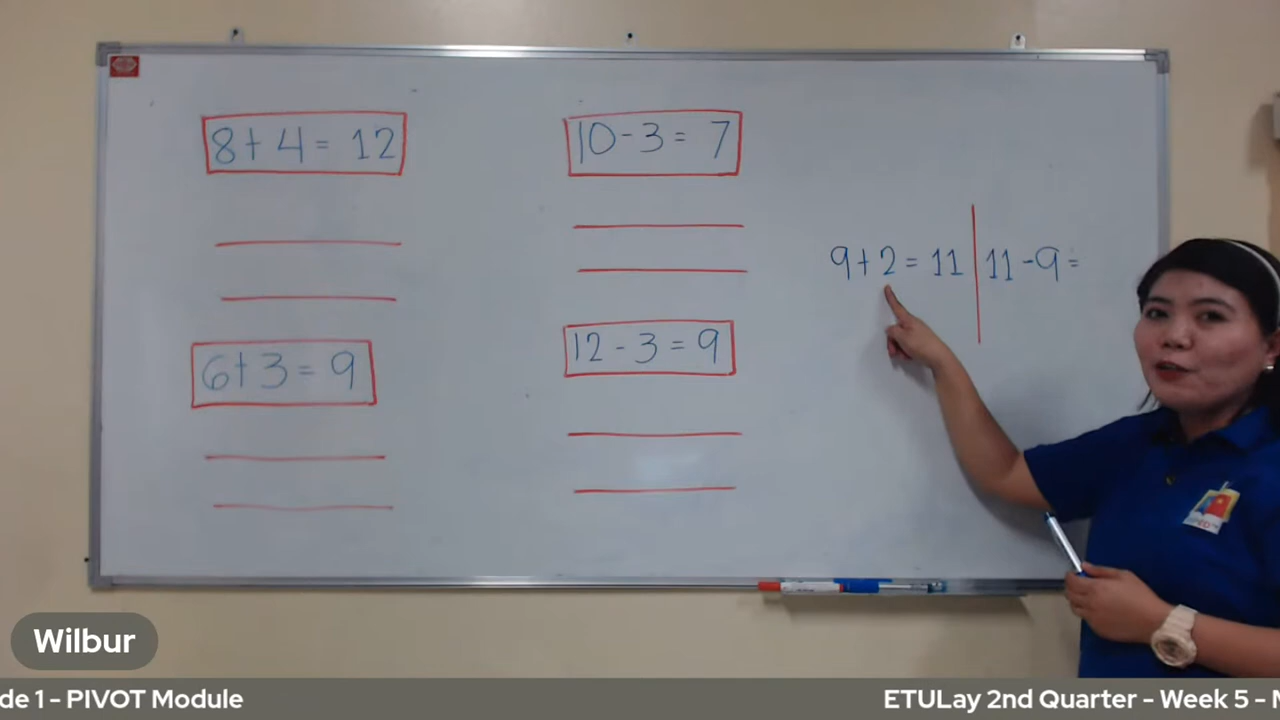 8+4= 12
6+3=9
10-3= 7
12-3=9
9+2=11
11-9=
Wilbur
de 1 - PIVOT Module
ETULay 2nd Quarter - Week 5 -